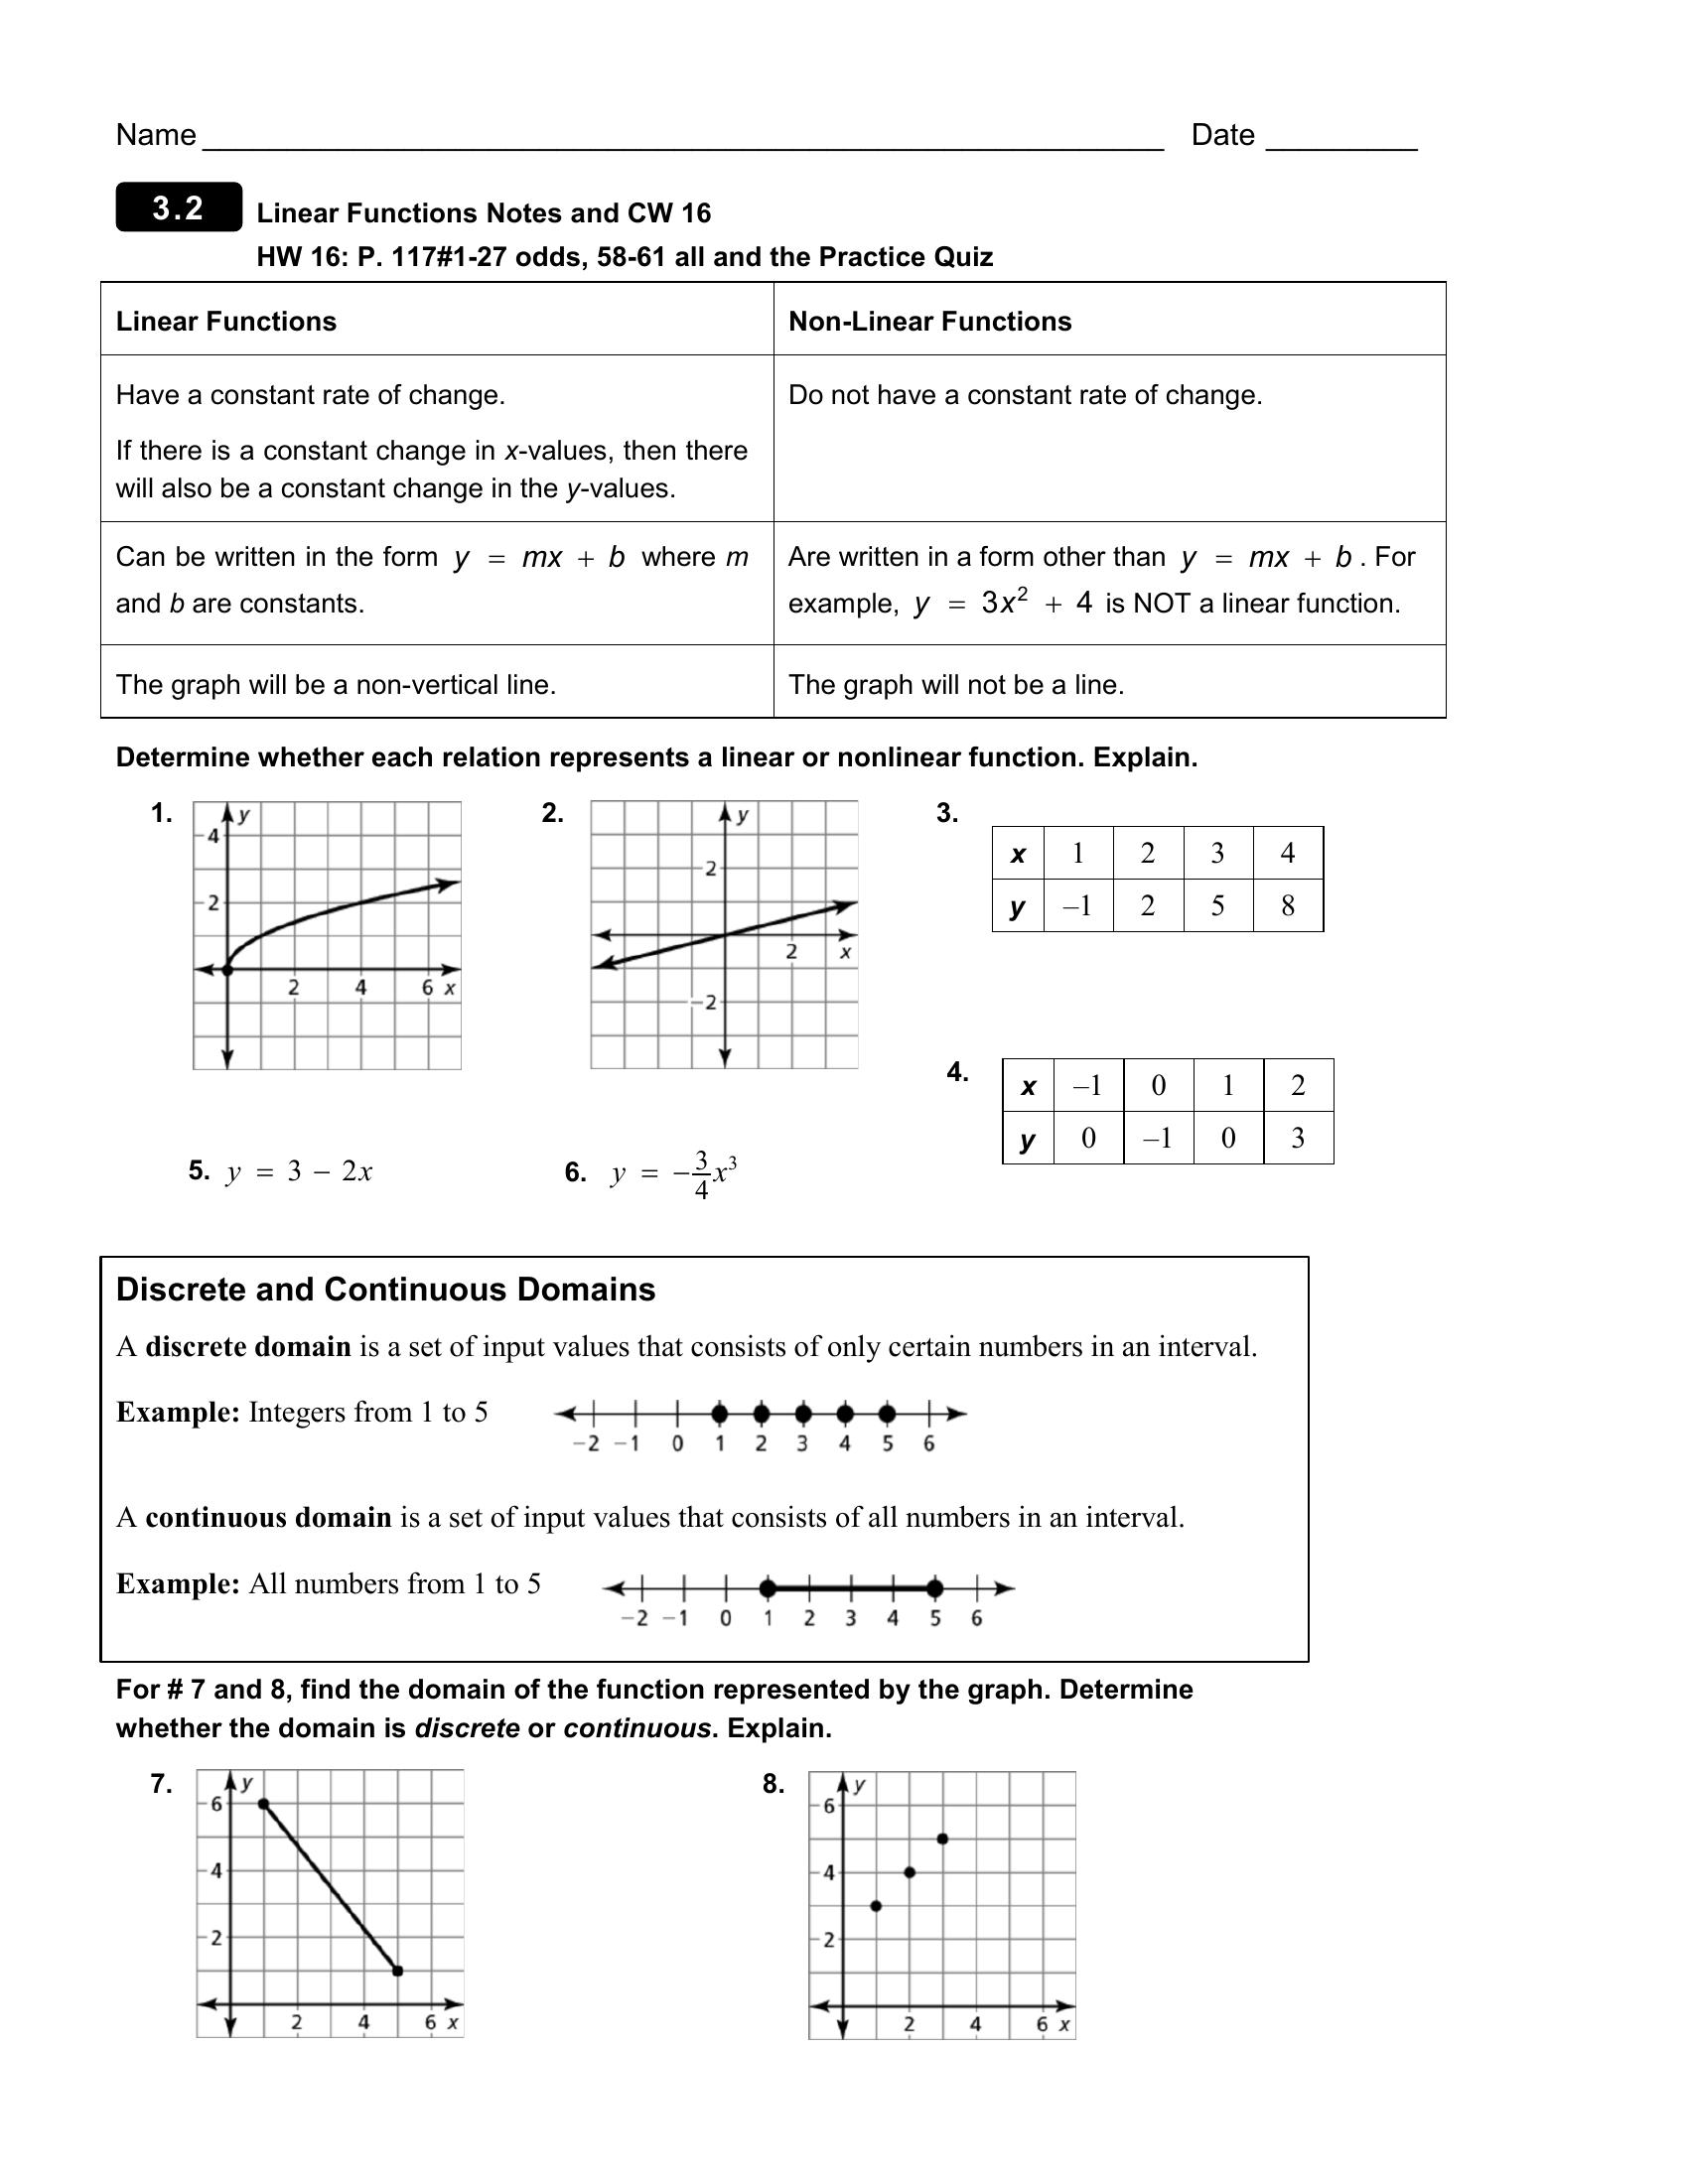 Name ________ Date ________
3.2 Linear Functions Notes and CW 16
HW 16: P. 117#1-27 odds, 58-61 all and the Practice Quiz
Linear Functions
Non-Linear Functions
Have a constant rate of change.
If there is a constant change in x-values, then there
will also be a constant change in the y-values.
Do not have a constant rate of change.
Can be written in the form y = mx + b where m
and b are constants.
Are written in a form other than y = mx + b . For
example, y = 3x² + 4 is NOT a linear function.
The graph will be a non-vertical line.
The graph will not be a line.
Determine whether each relation represents a linear or nonlinear function. Explain.
1.
y
4
2
2 4 6 x
2.
y
2
2 x
−2
3.
x 1 2 3 4
y –1 2 5 8
4.
x –1 0 1 2
y 0 –1 0 3
5. y = 3 − 2x
6. y = −3/4 x³
Discrete and Continuous Domains
A discrete domain is a set of input values that consists of only certain numbers in an interval.
Example: Integers from 1 to 5
−2 −1 0 1 2 3 4 5 6
A continuous domain is a set of input values that consists of all numbers in an interval.
Example: All numbers from 1 to 5
−2 −1 0 1 2 3 4 5 6
For # 7 and 8, find the domain of the function represented by the graph. Determine
whether the domain is discrete or continuous. Explain.
7.
y
6
4
2
2 4 6 x
8.
y
6
4
2
2 4 6 x